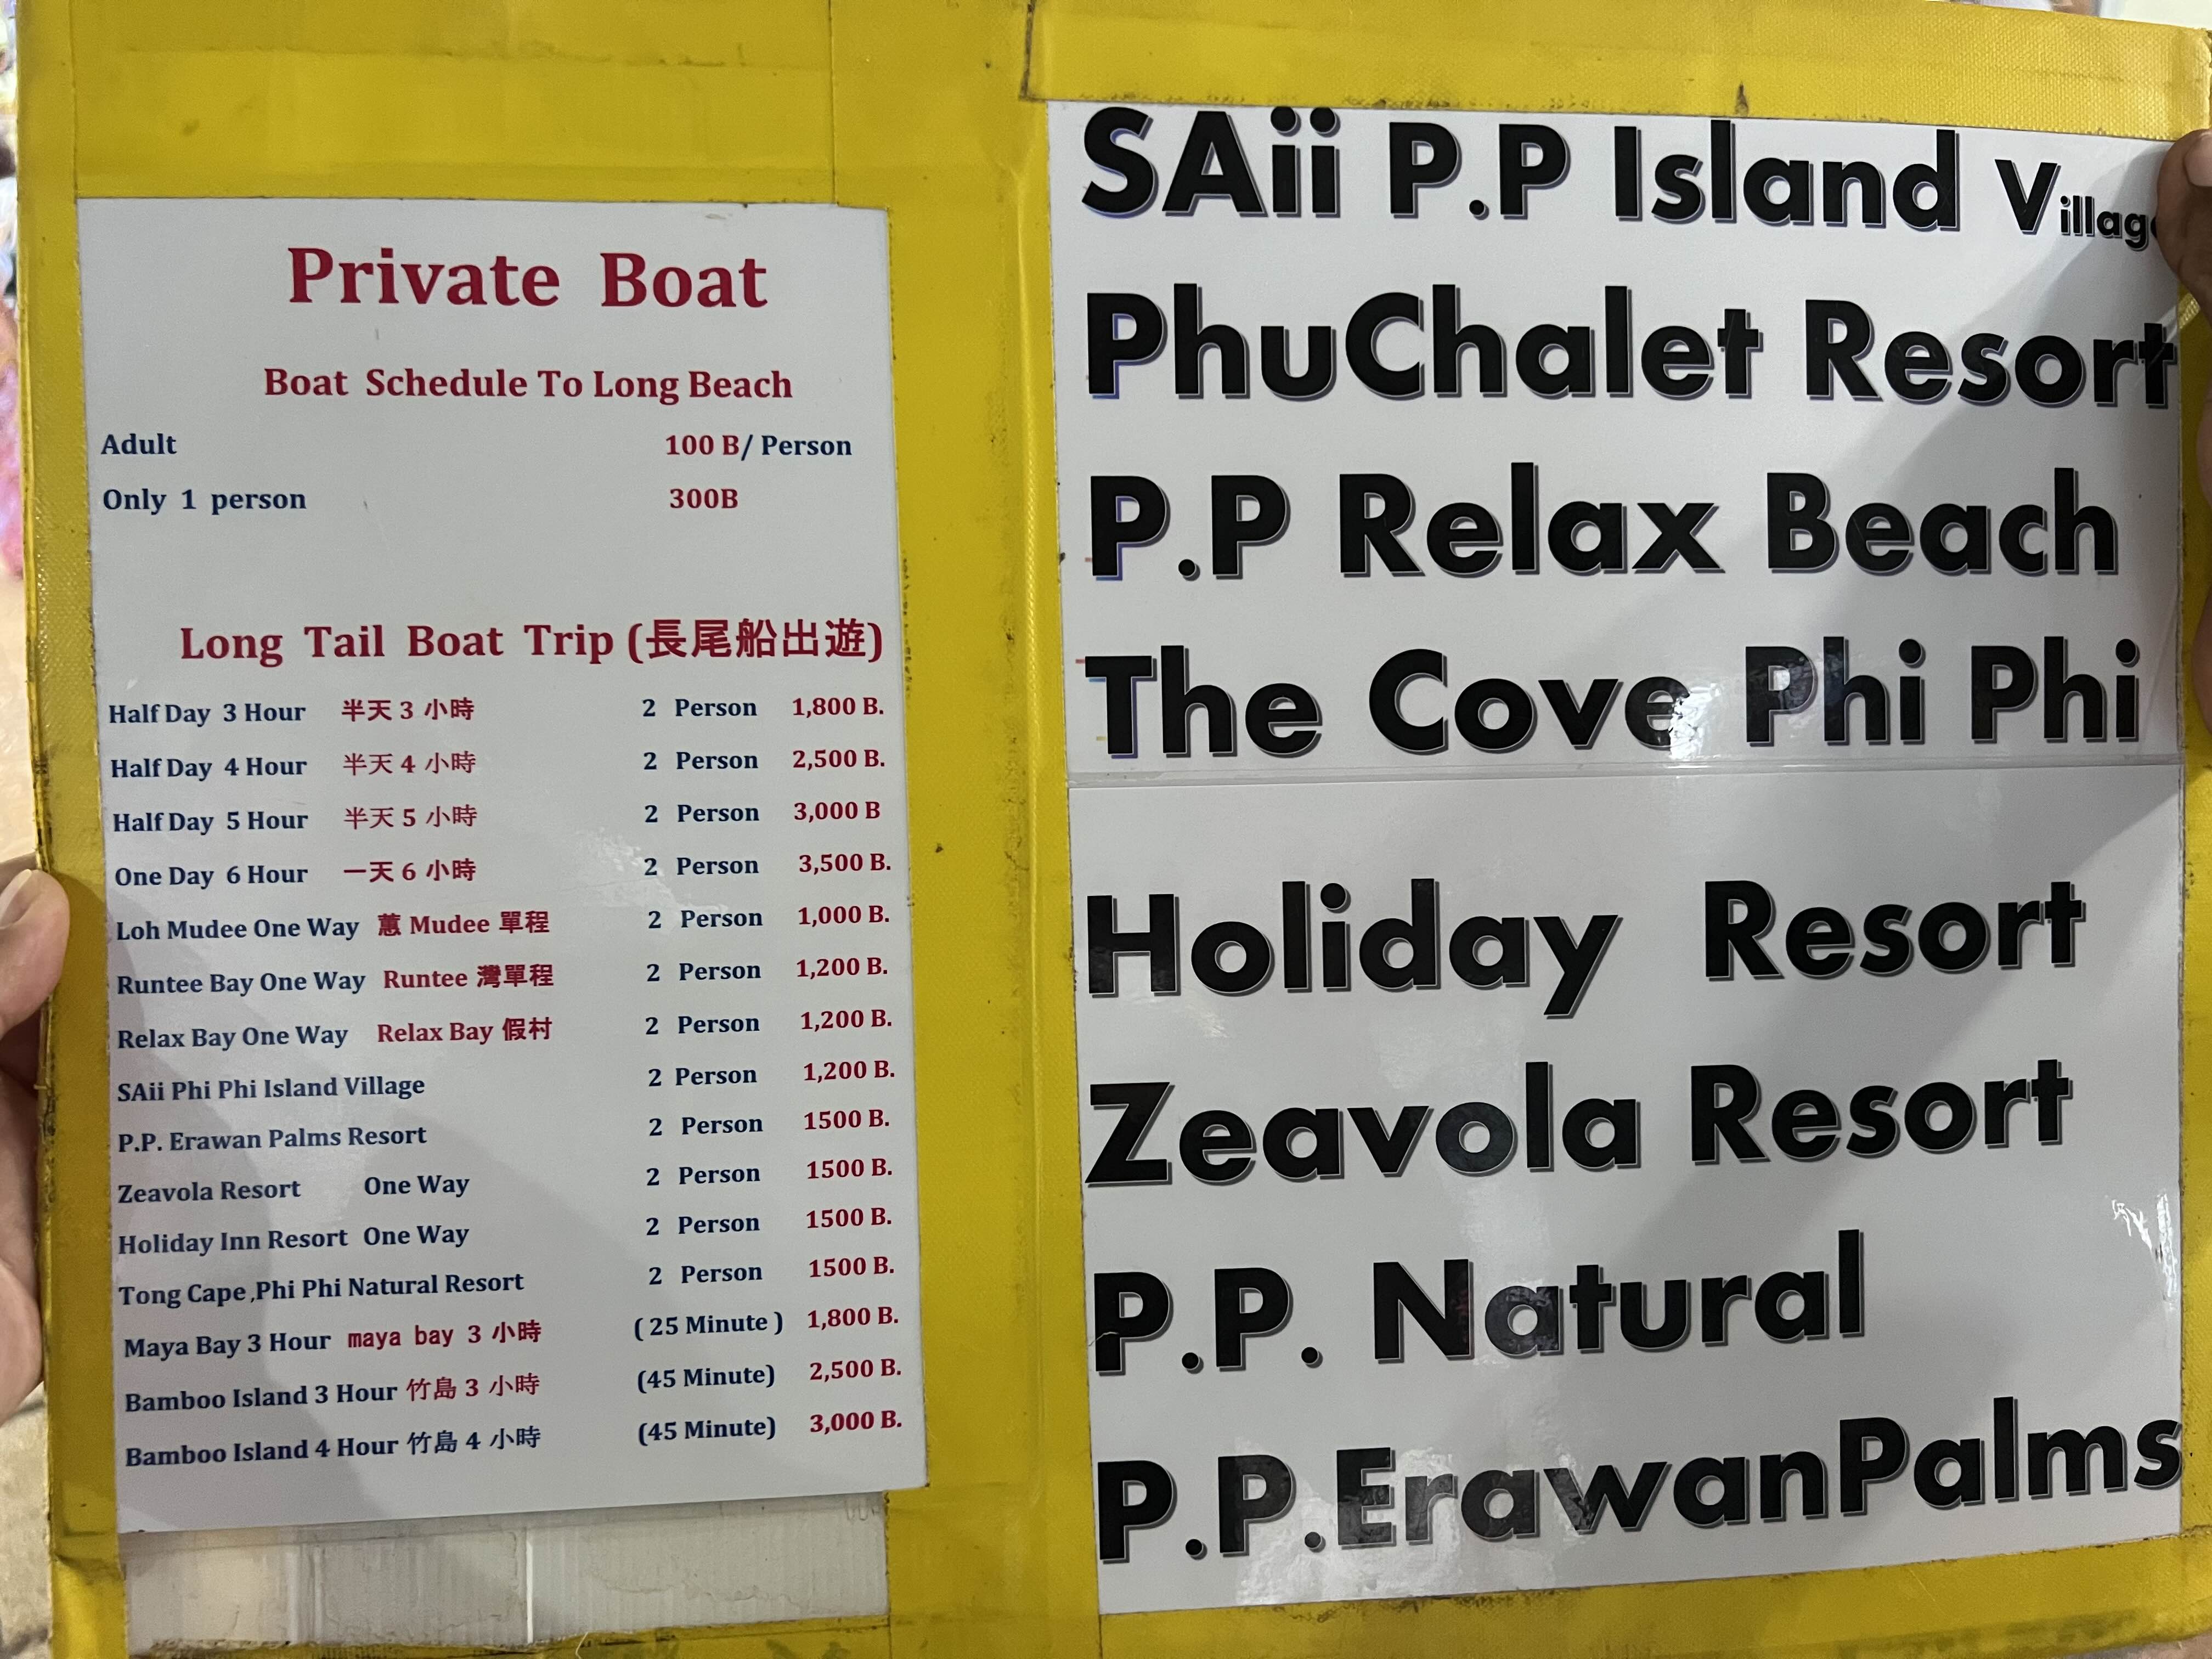 Private Boat
Boat Schedule To Long Beach
Adult 100 B/ Person
Only 1 person 300B
Long Tail Boat Trip (長尾船出遊)
Half Day 3 Hour 半天 3 小時 2 Person 1,800 B.
Half Day 4 Hour 半天 4 小時 2 Person 2,500 B.
Half Day 5 Hour 半天 5 小時 2 Person 3,000 B
One Day 6 Hour 一天 6 小時 2 Person 3,500 B.
Loh Mudee One Way 蕙 Mudee 單程 2 Person 1,000 B.
Runtee Bay One Way Runtee 灣單程 2 Person 1,200 B.
Relax Bay One Way Relax Bay 假村 2 Person 1,200 B.
SAii Phi Phi Island Village 2 Person 1,200 B.
P.P. Erawan Palms Resort 2 Person 1500 B.
Zeavola Resort One Way 2 Person 1500 B.
Holiday Inn Resort One Way 2 Person 1500 B.
Tong Cape,Phi Phi Natural Resort 2 Person 1500 B.
Maya Bay 3 Hour maya bay 3 小時 ( 25 Minute ) 1,800 B.
Bamboo Island 3 Hour 竹島 3 小時 (45 Minute) 2,500 B.
Bamboo Island 4 Hour 竹島 4 小時 (45 Minute) 3,000 B.
SAii P.P Island Village
PhuChalet Resort
P.P Relax Beach
The Cove Phi Phi
Holiday Resort
Zeavola Resort
P.P. Natural
P.P.ErawanPalms